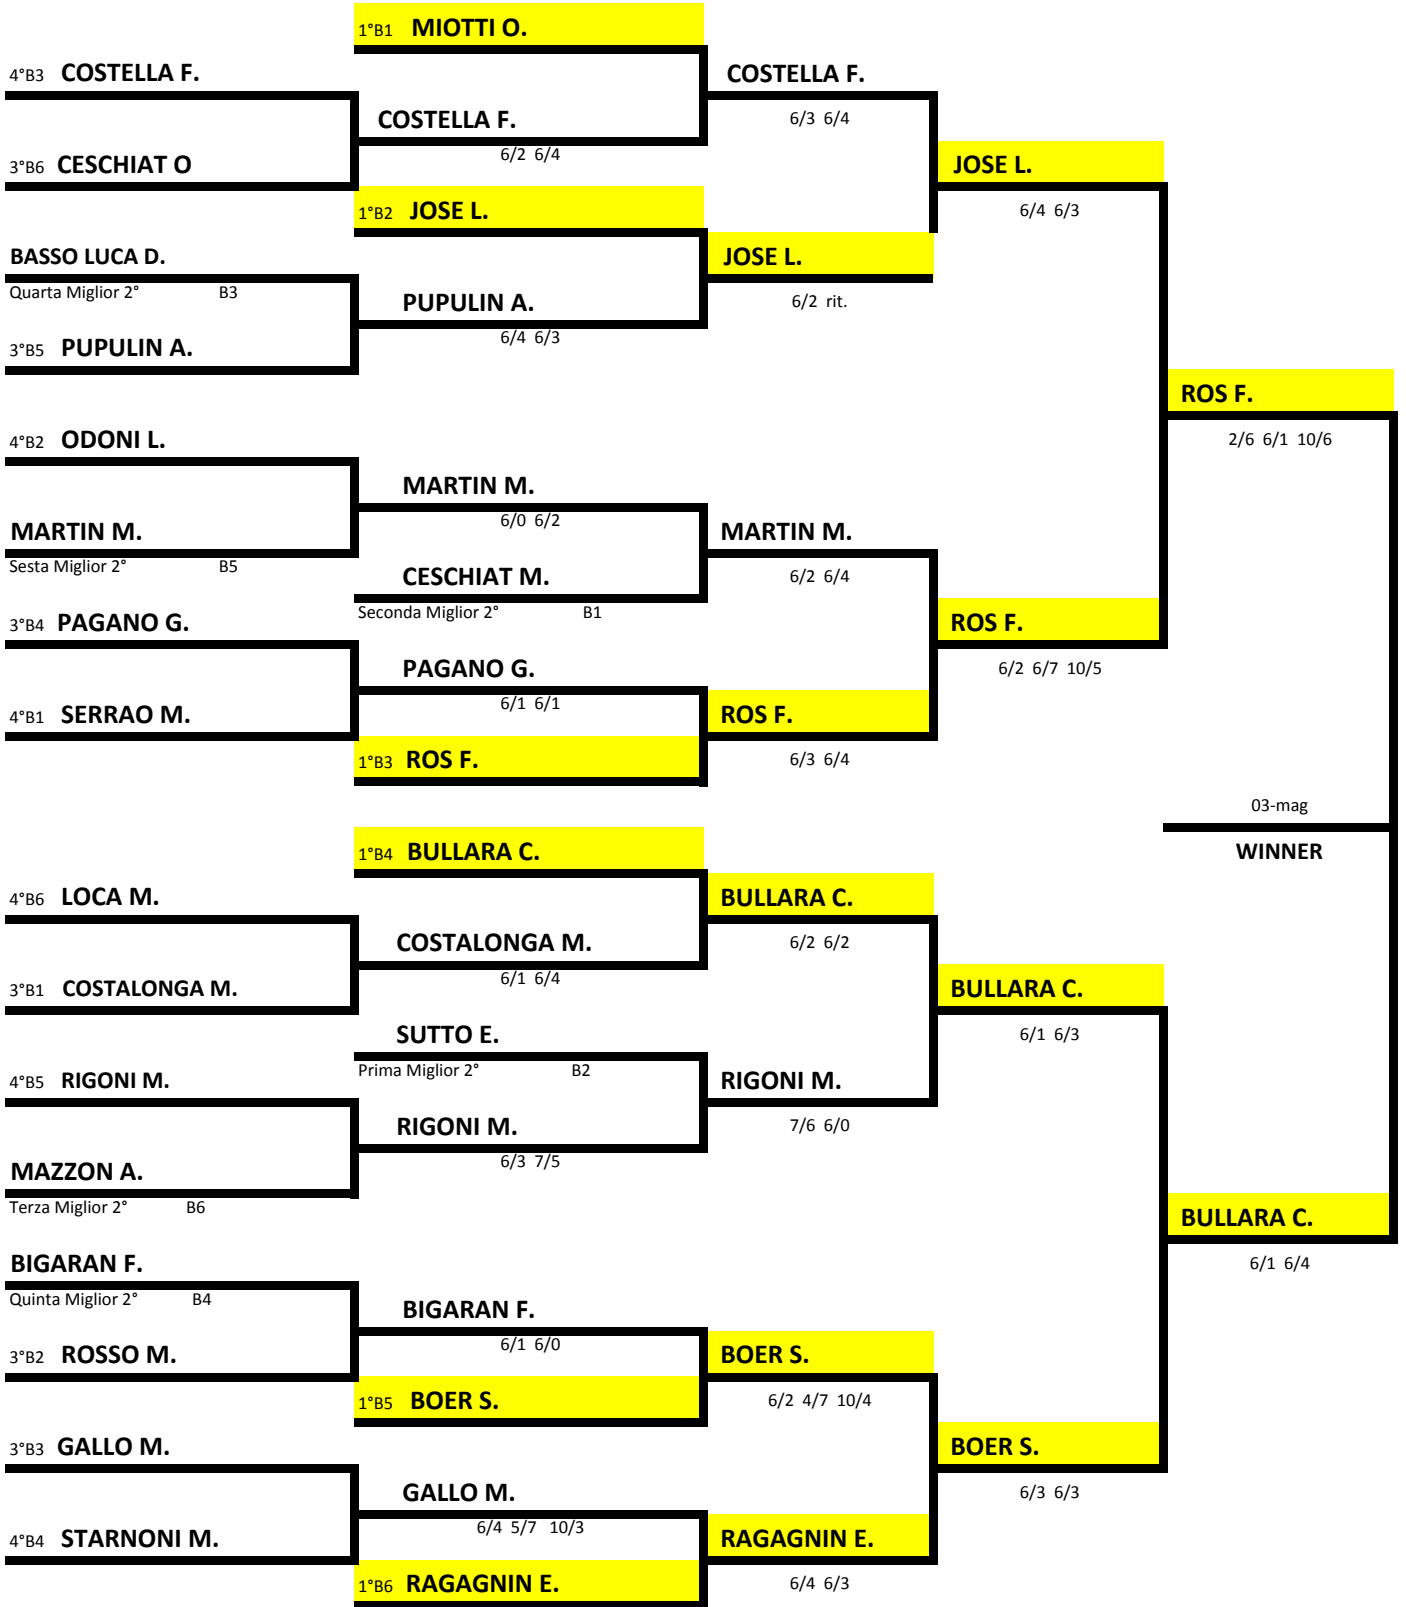 1°B1 MIOTTI O.
4°B3 COSTELLA F.
COSTELLA F.
COSTELLA F.
6/3 6/4
6/2 6/4
3°B6 CESCHIAT O
JOSE L.
1°B2 JOSE L.
6/4 6/3
BASSO LUCA D.
JOSE L.
Quarta Miglior 2° B3
PUPULIN A.
6/2 rit.
6/4 6/3
3°B5 PUPULIN A.
ROS F.
4°B2 ODONI L.
2/6 6/1 10/6
MARTIN M.
6/0 6/2
MARTIN M.
MARTIN M.
Sesta Miglior 2° B5
CESCHIAT M.
6/2 6/4
Seconda Miglior 2° B1
3°B4 PAGANO G.
ROS F.
PAGANO G.
6/2 6/7 10/5
6/1 6/1
4°B1 SERRAO M.
ROS F.
1°B3 ROS F.
6/3 6/4
03-mag
WINNER
1°B4 BULLARA C.
4°B6 LOCA M.
BULLARA C.
COSTALONGA M.
6/2 6/2
6/1 6/4
3°B1 COSTALONGA M.
BULLARA C.
SUTTO E.
6/1 6/3
Prima Miglior 2° B2
4°B5 RIGONI M.
RIGONI M.
RIGONI M.
7/6 6/0
6/3 7/5
MAZZON A.
Terza Miglior 2° B6
BULLARA C.
BIGARAN F.
6/1 6/4
Quinta Miglior 2° B4
BIGARAN F.
6/1 6/0
3°B2 ROSSO M.
BOER S.
1°B5 BOER S.
6/2 4/7 10/4
3°B3 GALLO M.
BOER S.
GALLO M.
6/3 6/3
6/4 5/7 10/3
4°B4 STARNONI M.
RAGAGNIN E.
1°B6 RAGAGNIN E.
6/4 6/3